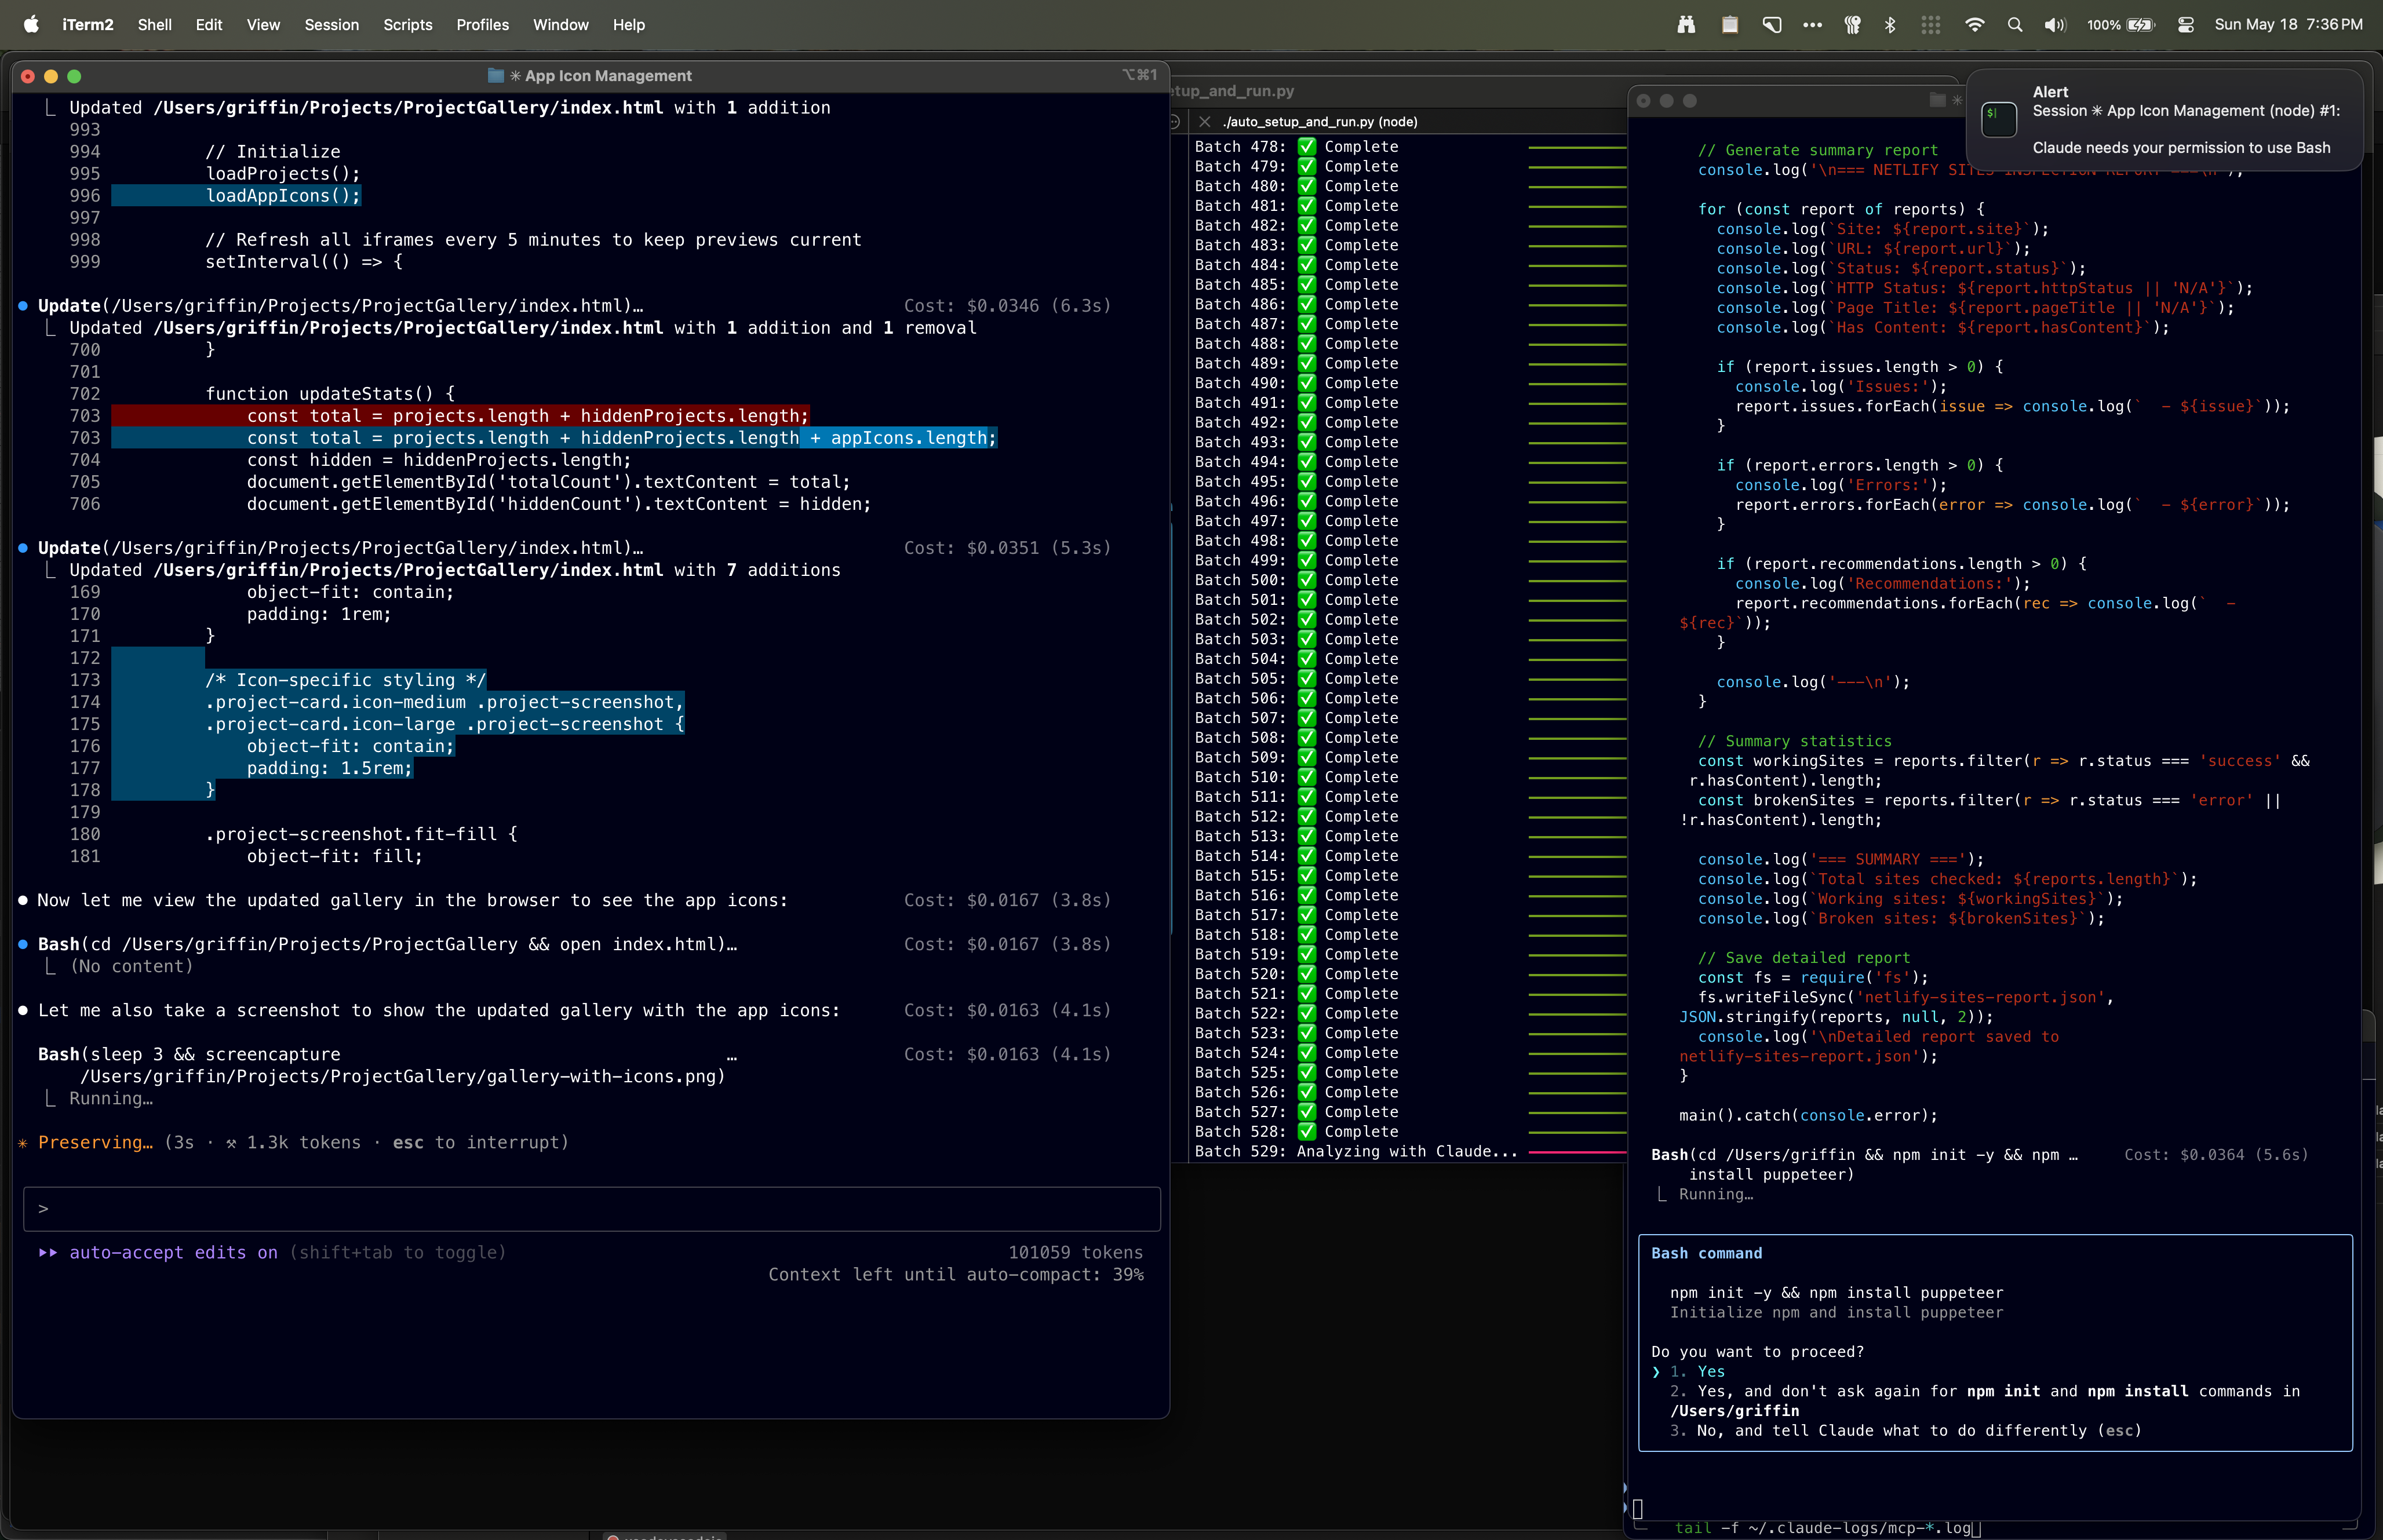 iTerm2 Shell Edit View Session Scripts Profiles Window Help
100% Sun May 18 7:36 PM
✳ App Icon Management ⌥⌘1
⎿ Updated /Users/griffin/Projects/ProjectGallery/index.html with 1 addition
993
994 // Initialize
995 loadProjects();
996 loadAppIcons();
997
998 // Refresh all iframes every 5 minutes to keep previews current
999 setInterval(() => {
● Update(/Users/griffin/Projects/ProjectGallery/index.html)… Cost: $0.0346 (6.3s)
⎿ Updated /Users/griffin/Projects/ProjectGallery/index.html with 1 addition and 1 removal
700 }
701
702 function updateStats() {
703 const total = projects.length + hiddenProjects.length;
703 const total = projects.length + hiddenProjects.length + appIcons.length;
704 const hidden = hiddenProjects.length;
705 document.getElementById('totalCount').textContent = total;
706 document.getElementById('hiddenCount').textContent = hidden;
● Update(/Users/griffin/Projects/ProjectGallery/index.html)… Cost: $0.0351 (5.3s)
⎿ Updated /Users/griffin/Projects/ProjectGallery/index.html with 7 additions
169 object-fit: contain;
170 padding: 1rem;
171 }
172
173 /* Icon-specific styling */
174 .project-card.icon-medium .project-screenshot,
175 .project-card.icon-large .project-screenshot {
176 object-fit: contain;
177 padding: 1.5rem;
178 }
179
180 .project-screenshot.fit-fill {
181 object-fit: fill;
● Now let me view the updated gallery in the browser to see the app icons: Cost: $0.0167 (3.8s)
● Bash(cd /Users/griffin/Projects/ProjectGallery && open index.html)… Cost: $0.0167 (3.8s)
⎿ (No content)
● Let me also take a screenshot to show the updated gallery with the app icons: Cost: $0.0163 (4.1s)
Bash(sleep 3 && screencapture … Cost: $0.0163 (4.1s)
/Users/griffin/Projects/ProjectGallery/gallery-with-icons.png)
⎿ Running…
✳ Preserving… (3s · ⚒ 1.3k tokens · esc to interrupt)
>
⏵⏵ auto-accept edits on (shift+tab to toggle) 101059 tokens
Context left until auto-compact: 39%
tup_and_run.py
./auto_setup_and_run.py (node)
Batch 478: ✅ Complete
Batch 479: ✅ Complete
Batch 480: ✅ Complete
Batch 481: ✅ Complete
Batch 482: ✅ Complete
Batch 483: ✅ Complete
Batch 484: ✅ Complete
Batch 485: ✅ Complete
Batch 486: ✅ Complete
Batch 487: ✅ Complete
Batch 488: ✅ Complete
Batch 489: ✅ Complete
Batch 490: ✅ Complete
Batch 491: ✅ Complete
Batch 492: ✅ Complete
Batch 493: ✅ Complete
Batch 494: ✅ Complete
Batch 495: ✅ Complete
Batch 496: ✅ Complete
Batch 497: ✅ Complete
Batch 498: ✅ Complete
Batch 499: ✅ Complete
Batch 500: ✅ Complete
Batch 501: ✅ Complete
Batch 502: ✅ Complete
Batch 503: ✅ Complete
Batch 504: ✅ Complete
Batch 505: ✅ Complete
Batch 506: ✅ Complete
Batch 507: ✅ Complete
Batch 508: ✅ Complete
Batch 509: ✅ Complete
Batch 510: ✅ Complete
Batch 511: ✅ Complete
Batch 512: ✅ Complete
Batch 513: ✅ Complete
Batch 514: ✅ Complete
Batch 515: ✅ Complete
Batch 516: ✅ Complete
Batch 517: ✅ Complete
Batch 518: ✅ Complete
Batch 519: ✅ Complete
Batch 520: ✅ Complete
Batch 521: ✅ Complete
Batch 522: ✅ Complete
Batch 523: ✅ Complete
Batch 524: ✅ Complete
Batch 525: ✅ Complete
Batch 526: ✅ Complete
Batch 527: ✅ Complete
Batch 528: ✅ Complete
Batch 529: Analyzing with Claude...
Alert
Session ✳ App Icon Management (node) #1:
Claude needs your permission to use Bash
// Generate summary report
console.log('\n=== NETLIFY SITES INSPECTION REPORT ===\n');
for (const report of reports) {
console.log(`Site: ${report.site}`);
console.log(`URL: ${report.url}`);
console.log(`Status: ${report.status}`);
console.log(`HTTP Status: ${report.httpStatus || 'N/A'}`);
console.log(`Page Title: ${report.pageTitle || 'N/A'}`);
console.log(`Has Content: ${report.hasContent}`);
if (report.issues.length > 0) {
console.log('Issues:');
report.issues.forEach(issue => console.log(`  - ${issue}`));
}
if (report.errors.length > 0) {
console.log('Errors:');
report.errors.forEach(error => console.log(`  - ${error}`));
}
if (report.recommendations.length > 0) {
console.log('Recommendations:');
report.recommendations.forEach(rec => console.log(`  -
${rec}`));
}
console.log('---\n');
}
// Summary statistics
const workingSites = reports.filter(r => r.status === 'success' &&
r.hasContent).length;
const brokenSites = reports.filter(r => r.status === 'error' ||
!r.hasContent).length;
console.log('=== SUMMARY ===');
console.log(`Total sites checked: ${reports.length}`);
console.log(`Working sites: ${workingSites}`);
console.log(`Broken sites: ${brokenSites}`);
// Save detailed report
const fs = require('fs');
fs.writeFileSync('netlify-sites-report.json',
JSON.stringify(reports, null, 2));
console.log('\nDetailed report saved to
netlify-sites-report.json');
}
main().catch(console.error);
Bash(cd /Users/griffin && npm init -y && npm … Cost: $0.0364 (5.6s)
install puppeteer)
⎿ Running…
Bash command
npm init -y && npm install puppeteer
Initialize npm and install puppeteer
Do you want to proceed?
❯ 1. Yes
2. Yes, and don't ask again for npm init and npm install commands in
/Users/griffin
3. No, and tell Claude what to do differently (esc)
tail -f ~/.claude-logs/mcp-*.log